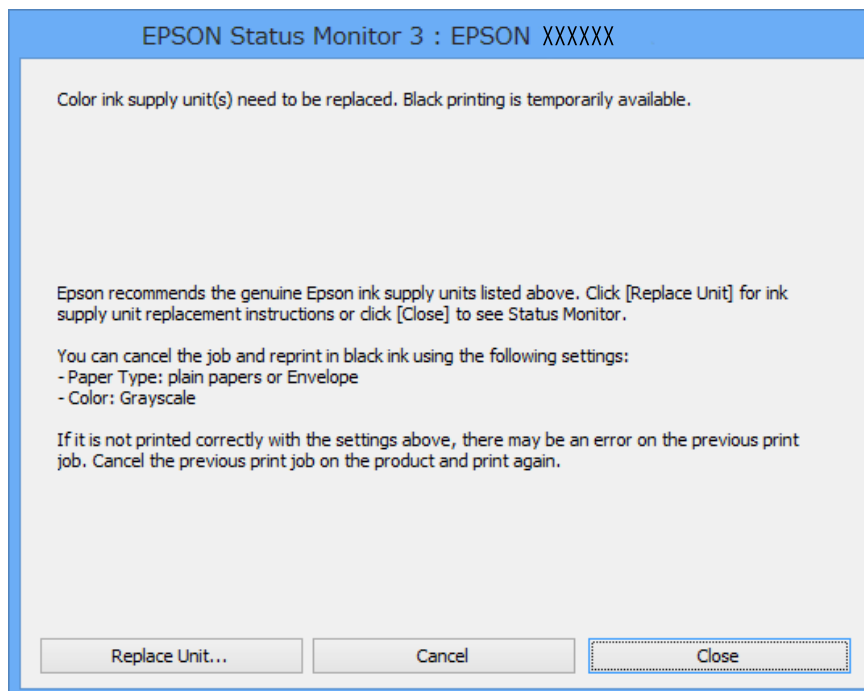 EPSON Status Monitor 3 : EPSON XXXXXX
Color ink supply unit(s) need to be replaced. Black printing is temporarily available.
Epson recommends the genuine Epson ink supply units listed above. Click [Replace Unit] for ink
supply unit replacement instructions or click [Close] to see Status Monitor.
You can cancel the job and reprint in black ink using the following settings:
- Paper Type: plain papers or Envelope
- Color: Grayscale
If it is not printed correctly with the settings above, there may be an error on the previous print
job. Cancel the previous print job on the product and print again.
Replace Unit...
Cancel
Close